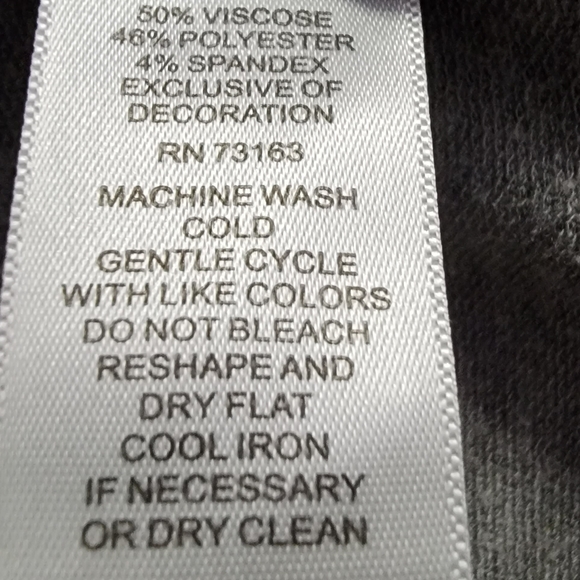 50% VISCOSE
46% POLYESTER
4% SPANDEX
EXCLUSIVE OF
DECORATION
RN 73163
MACHINE WASH
COLD
GENTLE CYCLE
WITH LIKE COLORS
DO NOT BLEACH
RESHAPE AND
DRY FLAT
COOL IRON
IF NECESSARY
OR DRY CLEAN